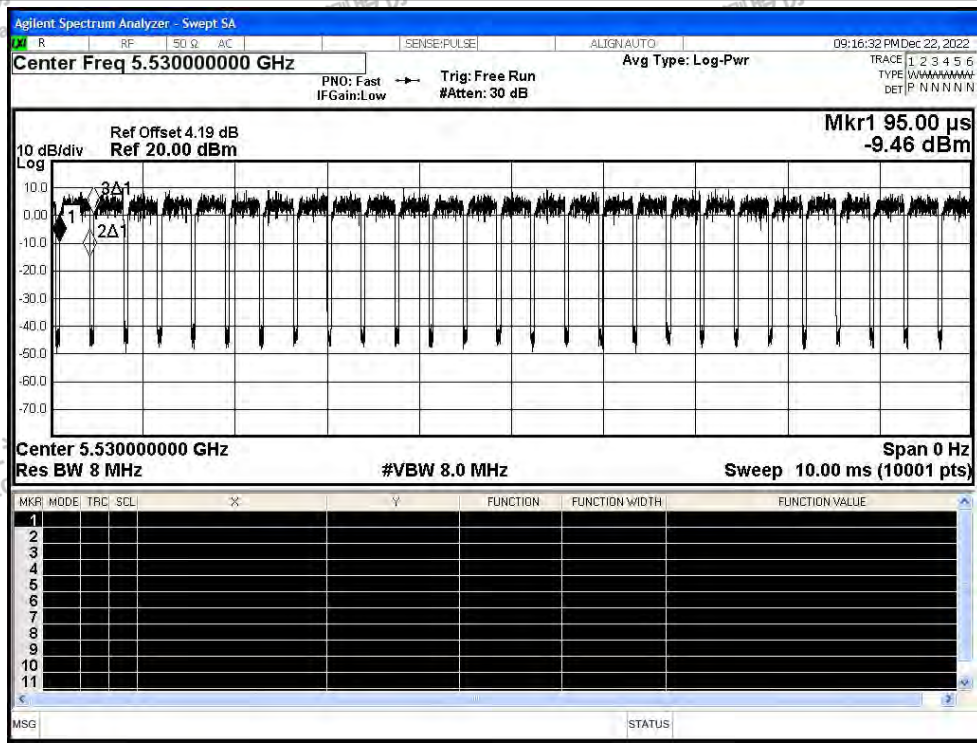 Agilent Spectrum Analyzer - Swept SA
R RF 50 Ω AC SENSE:PULSE ALIGNAUTO 09:16:32 PM Dec 22, 2022
Center Freq 5.530000000 GHz
Avg Type: Log-Pwr
TRACE 1 2 3 4 5 6
PNO: Fast Trig: Free Run
TYPE
IFGain:Low #Atten: 30 dB
DET P N N N N N
Mkr1 95.00 µs
Ref Offset 4.19 dB
-9.46 dBm
10 dB/div Ref 20.00 dBm
Log
10.0
3Δ1
0.00
1
2Δ1
-10.0
-20.0
-30.0
-40.0
-50.0
-60.0
-70.0
Center 5.530000000 GHz Span 0 Hz
Res BW 8 MHz #VBW 8.0 MHz Sweep 10.00 ms (10001 pts)
MKR MODE TRC SCL X Y FUNCTION FUNCTION WIDTH FUNCTION VALUE
1
2
3
4
5
6
7
8
9
10
11
MSG STATUS